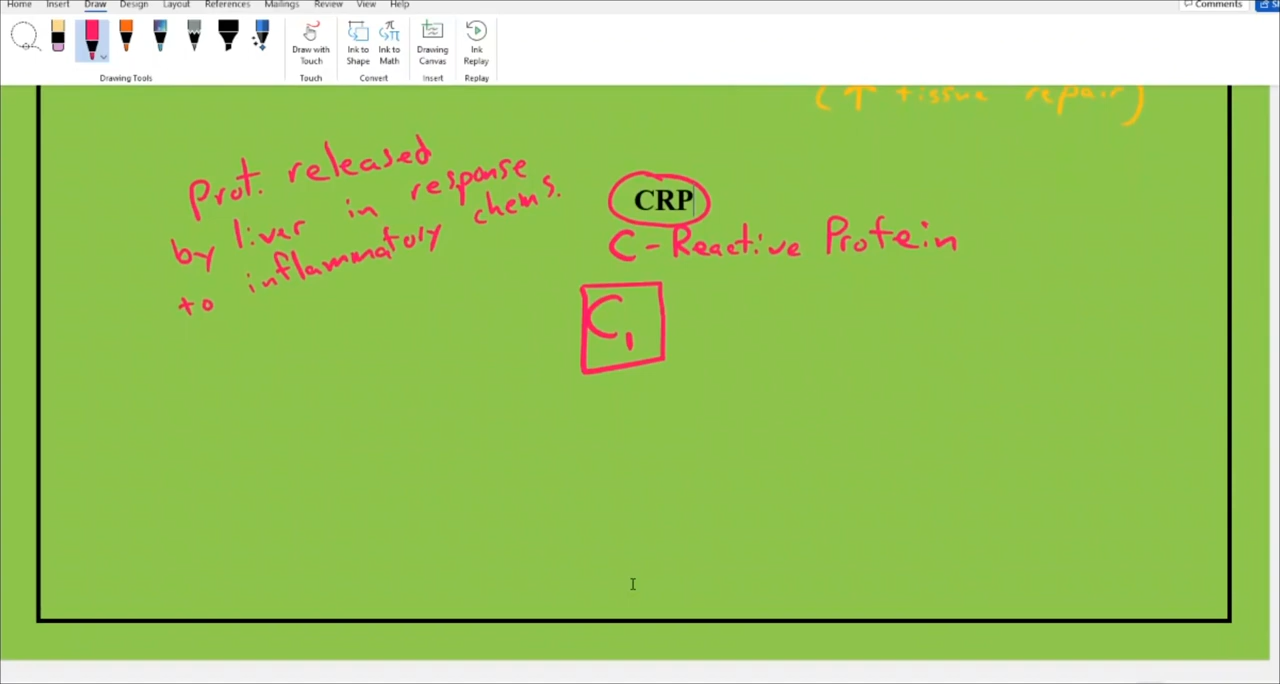 Home Insert Draw Design Layout References Mailings Review View Help
Comments
Draw with Touch
Ink to Shape
Ink to Math
Drawing Canvas
Ink Replay
Drawing Tools Touch Convert Insert Replay
(↑ tissue repair)
Prot. released
by liver in response
to inflammatory chems.
CRP
C-Reactive Protein
C1